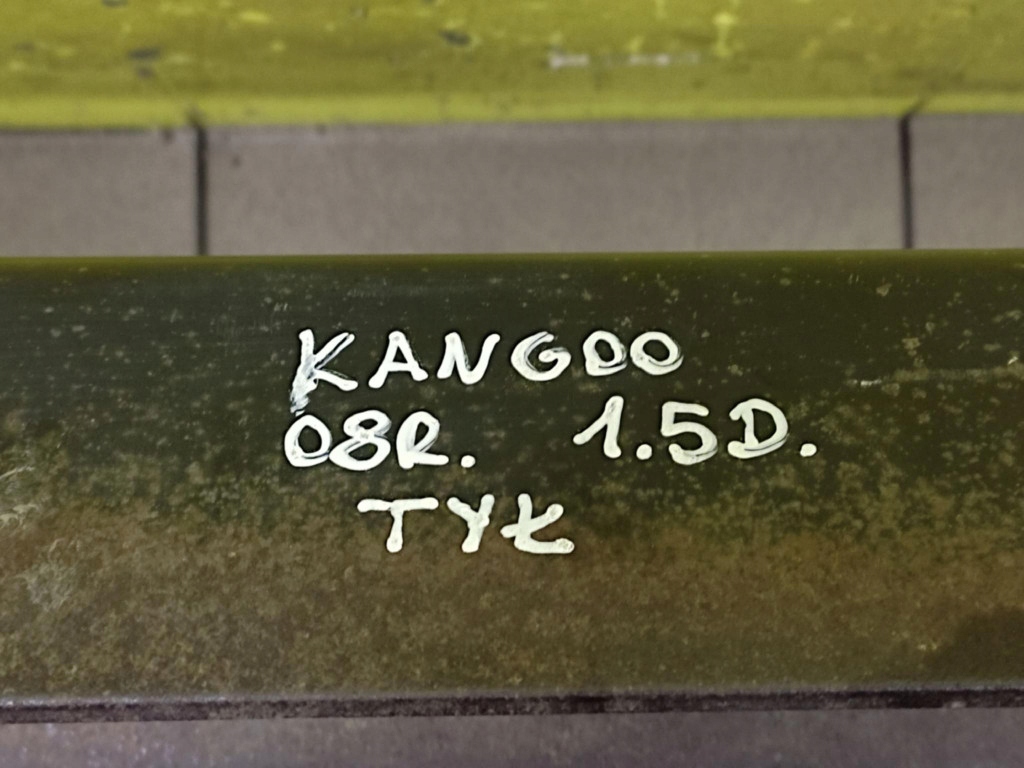 KANGOO
08R. 1.5D.
TYŁ